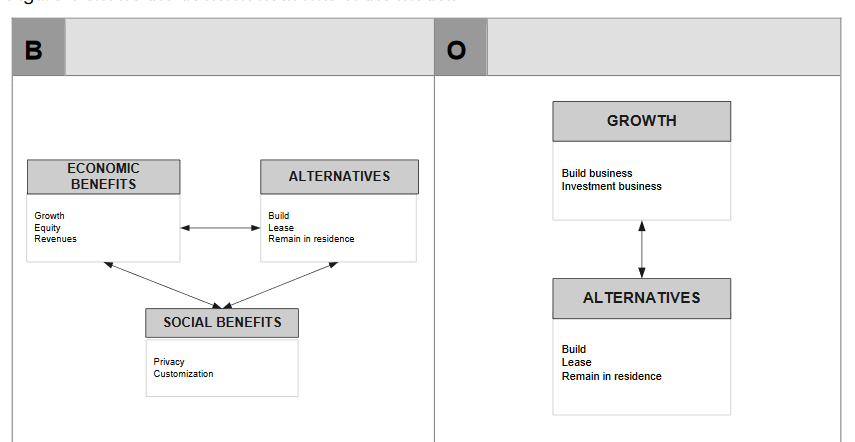 B
O
ECONOMIC
BENEFITS
Growth
Equity
Revenues
ALTERNATIVES
Build
Lease
Remain in residence
SOCIAL BENEFITS
Privacy
Customization
GROWTH
Build business
Investment business
ALTERNATIVES
Build
Lease
Remain in residence